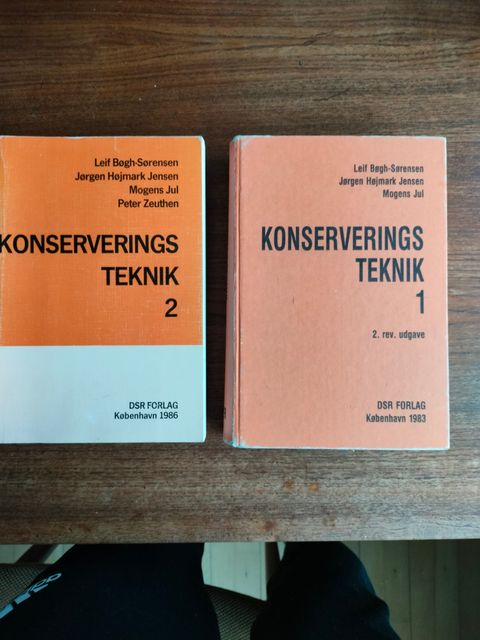 Leif Bøgh-Sørensen
Jørgen Højmark Jensen
Mogens Jul
Peter Zeuthen
KONSERVERINGS
TEKNIK
2
DSR FORLAG
København 1986
Leif Bøgh-Sørensen
Jørgen Højmark Jensen
Mogens Jul
KONSERVERINGS
TEKNIK
1
2. rev. udgave
DSR FORLAG
København 1983